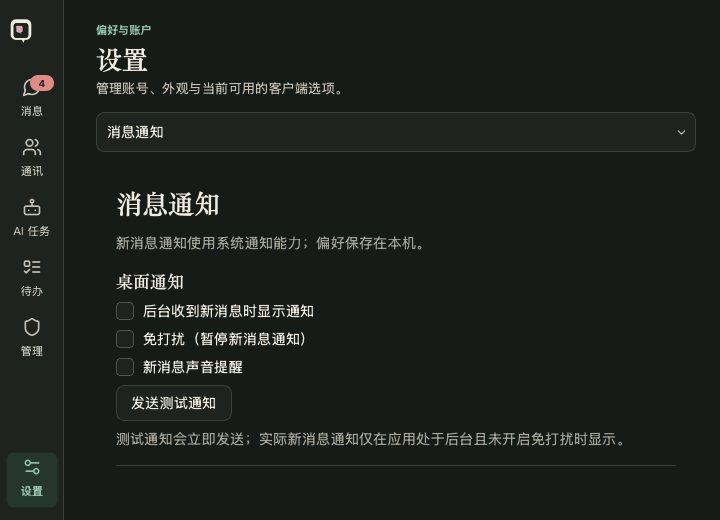 4
消息
通讯
AI 任务
待办
管理
设置
偏好与账户
设置
管理账号、外观与当前可用的客户端选项。
消息通知
消息通知
新消息通知使用系统通知能力；偏好保存在本机。
桌面通知
后台收到新消息时显示通知
免打扰（暂停新消息通知）
新消息声音提醒
发送测试通知
测试通知会立即发送；实际新消息通知仅在应用处于后台且未开启免打扰时显示。